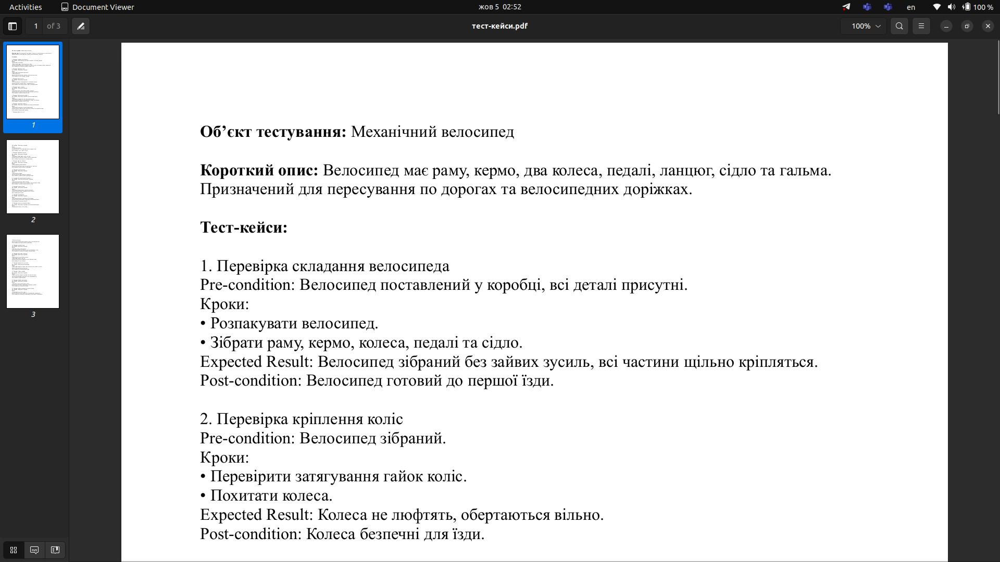 Activities
Document Viewer
жов 5 02:52
en
100 %
1
of 3
тест-кейси.pdf
100%
1
2
3
Об’єкт тестування: Механічний велосипед
Короткий опис: Велосипед має раму, кермо, два колеса, педалі, ланцюг, сідло та гальма.
Призначений для пересування по дорогах та велосипедних доріжках.
Тест-кейси:
1. Перевірка складання велосипеда
Pre-condition: Велосипед поставлений у коробці, всі деталі присутні.
Кроки:
• Розпакувати велосипед.
• Зібрати раму, кермо, колеса, педалі та сідло.
Expected Result: Велосипед зібраний без зайвих зусиль, всі частини щільно кріпляться.
Post-condition: Велосипед готовий до першої їзди.
2. Перевірка кріплення коліс
Pre-condition: Велосипед зібраний.
Кроки:
• Перевірити затягування гайок коліс.
• Похитати колеса.
Expected Result: Колеса не люфтять, обертаються вільно.
Post-condition: Колеса безпечні для їзди.